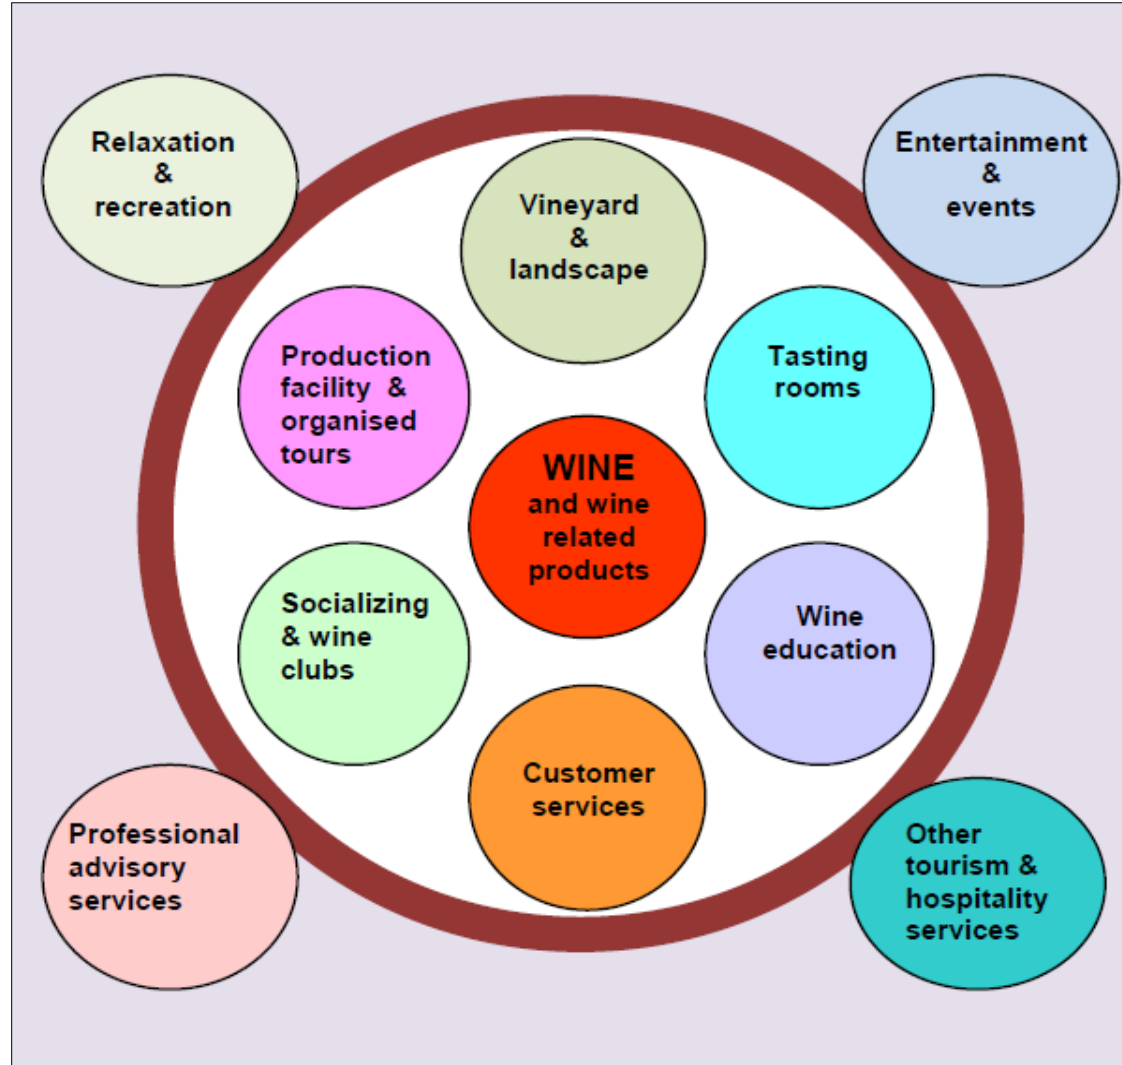 Relaxation
&
recreation
Entertainment
&
events
Vineyard
&
landscape
Production
facility &
organised
tours
Tasting
rooms
WINE
and wine
related
products
Socializing
& wine
clubs
Wine
education
Customer
services
Professional
advisory
services
Other
tourism &
hospitality
services